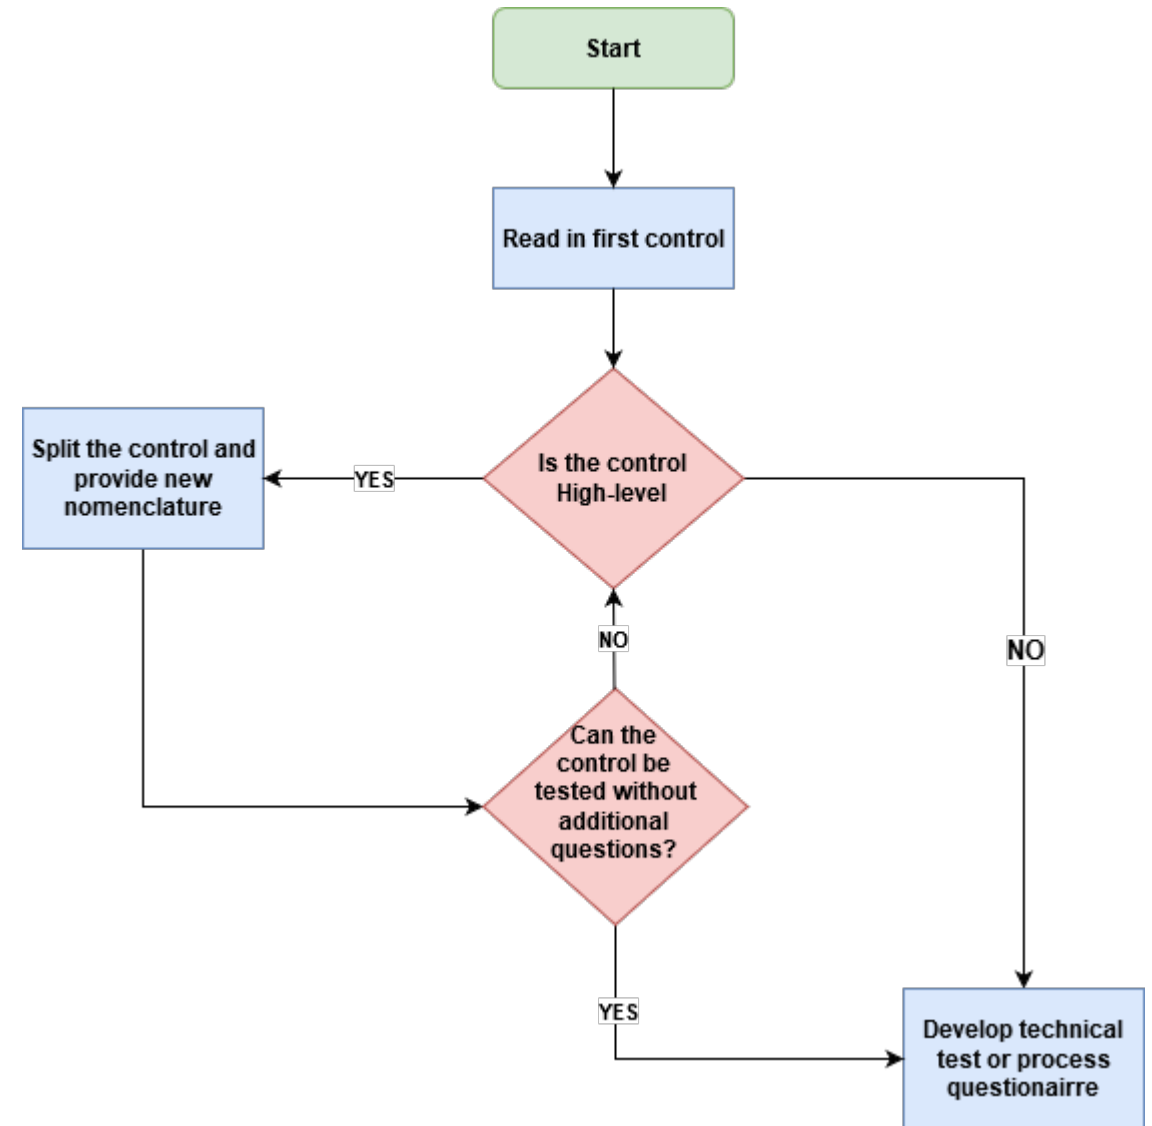 Start
Read in first control
Is the control
High-level
YES
Split the control and
provide new
nomenclature
NO
NO
Can the
control be
tested without
additional
questions?
YES
Develop technical
test or process
questionairre